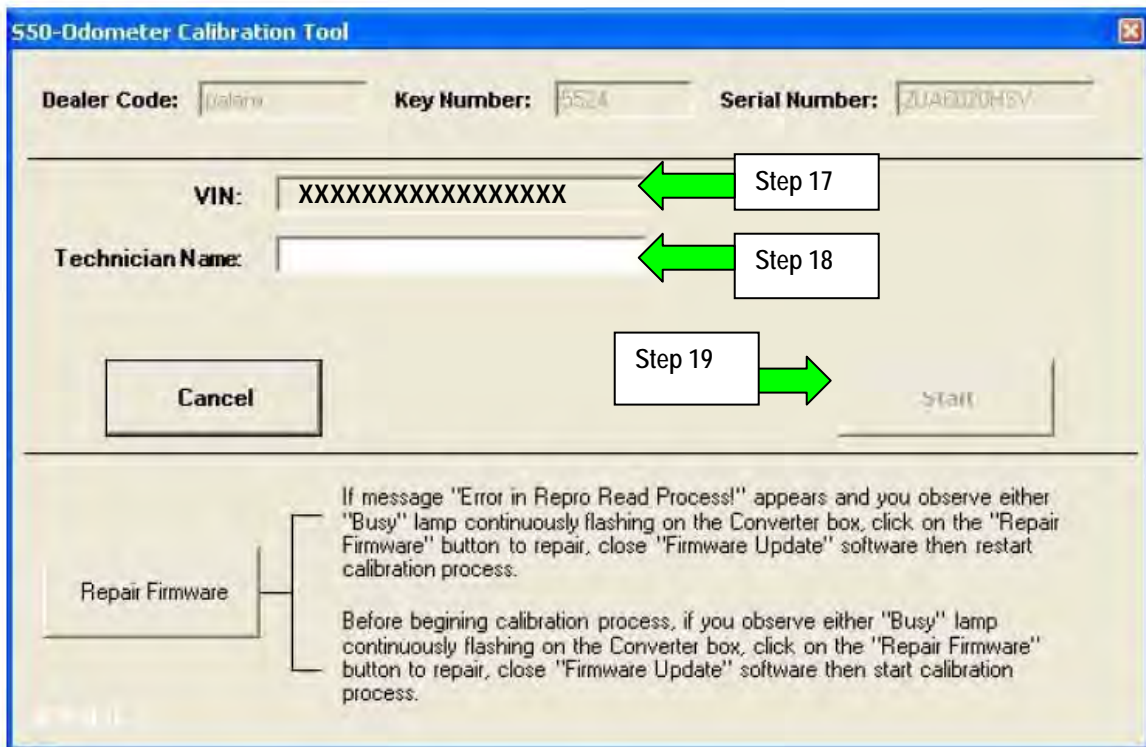 S50-Odometer Calibration Tool
Dealer Code: Key Number: 5524 Serial Number:
VIN: XXXXXXXXXXXXXXXXX Step 17
Technician Name: Step 18
Step 19
Cancel Start
If message "Error in Repro Read Process!" appears and you observe either
"Busy" lamp continuously flashing on the Converter box, click on the "Repair
Firmware" button to repair, close "Firmware Update" software then restart
calibration process.
Repair Firmware
Before begining calibration process, if you observe either "Busy" lamp
continuously flashing on the Converter box, click on the "Repair Firmware"
button to repair, close "Firmware Update" software then start calibration
process.